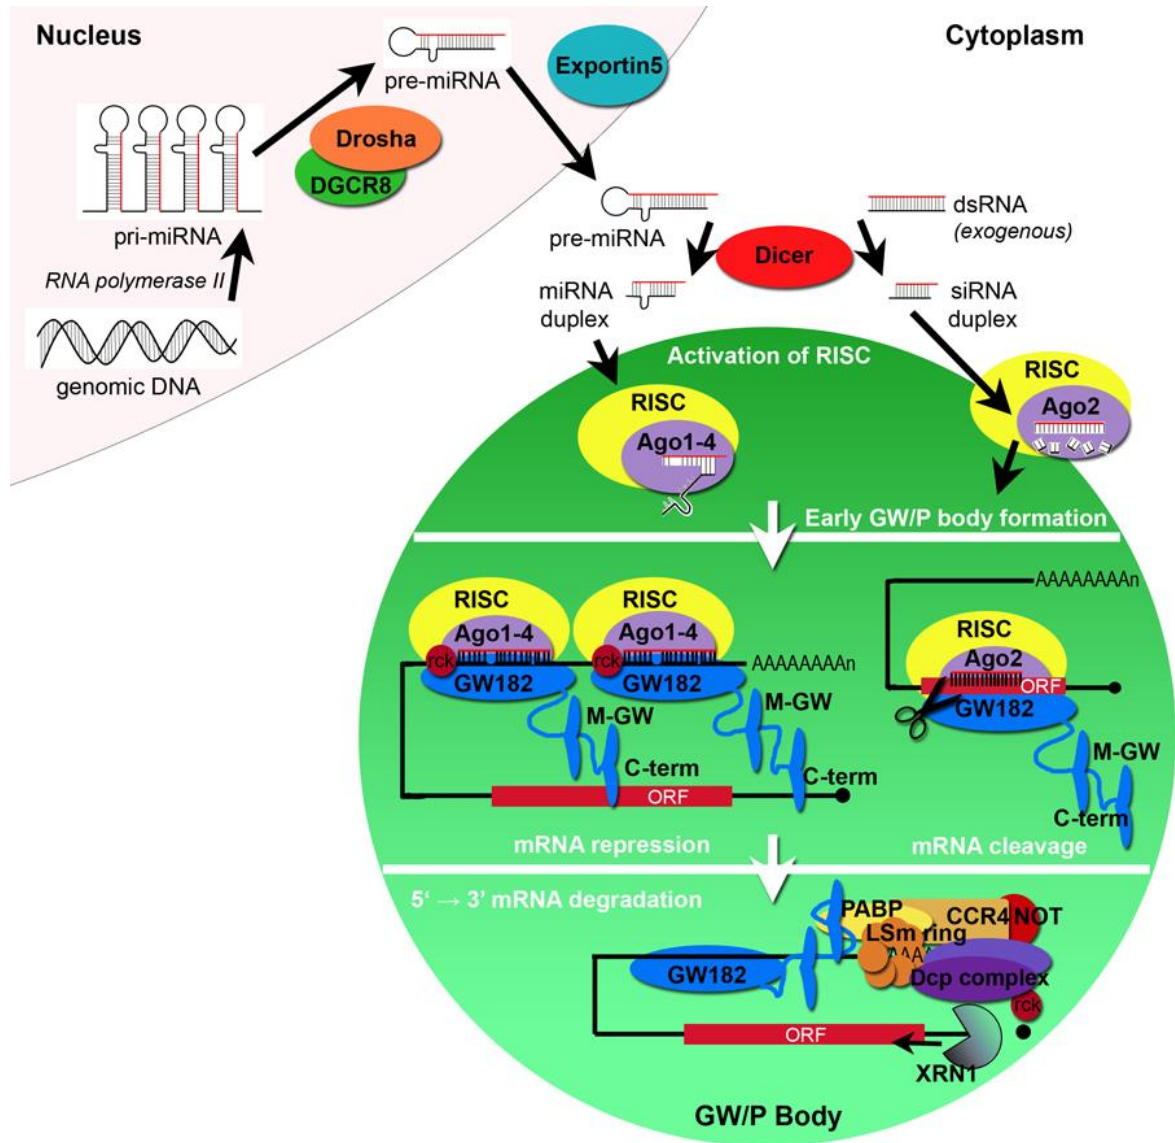 Nucleus
Cytoplasm
pre-miRNA
Exportin5
Drosha
DGCR8
pri-miRNA
RNA polymerase II
genomic DNA
pre-miRNA
dsRNA
(exogenous)
Dicer
miRNA
duplex
siRNA
duplex
Activation of RISC
RISC
Ago1-4
RISC
Ago2
Early GW/P body formation
RISC
Ago1-4
rck
GW182
RISC
Ago1-4
rck
GW182
AAAAAAAAn
M-GW
C-term
M-GW
C-term
ORF
AAAAAAAAn
RISC
Ago2
ORF
GW182
M-GW
C-term
mRNA repression
mRNA cleavage
5‘ → 3’ mRNA degradation
PABP
CCR4 NOT
LSm ring
AAAA
GW182
Dcp complex
rck
ORF
XRN1
GW/P Body